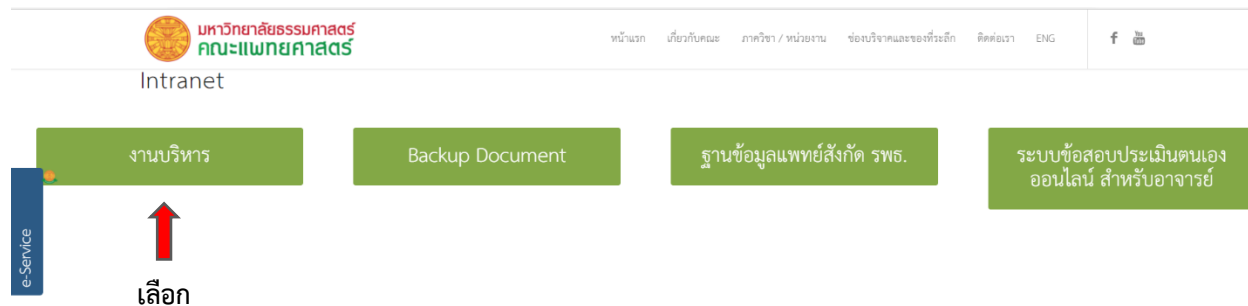 มหาวิทยาลัยธรรมศาสตร์
คณะแพทยศาสตร์
หน้าแรก เกี่ยวกับคณะ ภาควิชา / หน่วยงาน ช่องบริจาคและของที่ระลึก ติดต่อเรา ENG
Intranet
งานบริหาร
Backup Document
ฐานข้อมูลแพทย์สังกัด รพธ.
ระบบข้อสอบประเมินตนเอง
ออนไลน์ สำหรับอาจารย์
e-Service
เลือก